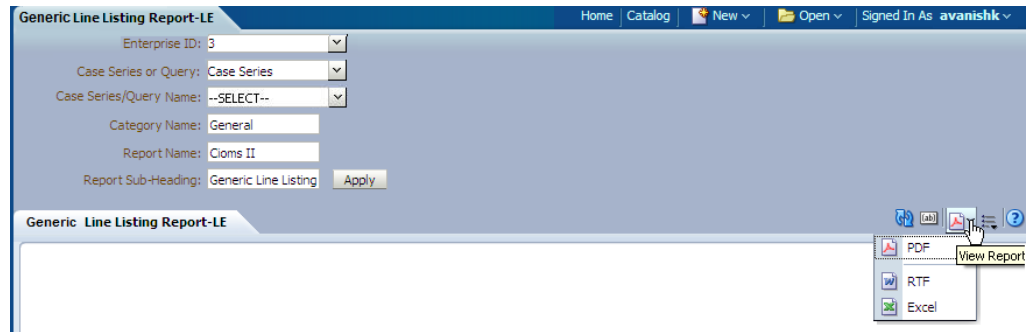 Generic Line Listing Report-LE
Home Catalog New Open Signed In As avanishk
Enterprise ID: 3
Case Series or Query: Case Series
Case Series/Query Name: --SELECT--
Category Name: General
Report Name: Cioms II
Report Sub-Heading: Generic Line Listing Apply
Generic Line Listing Report-LE
[ab]
PDF
View Report
RTF
Excel